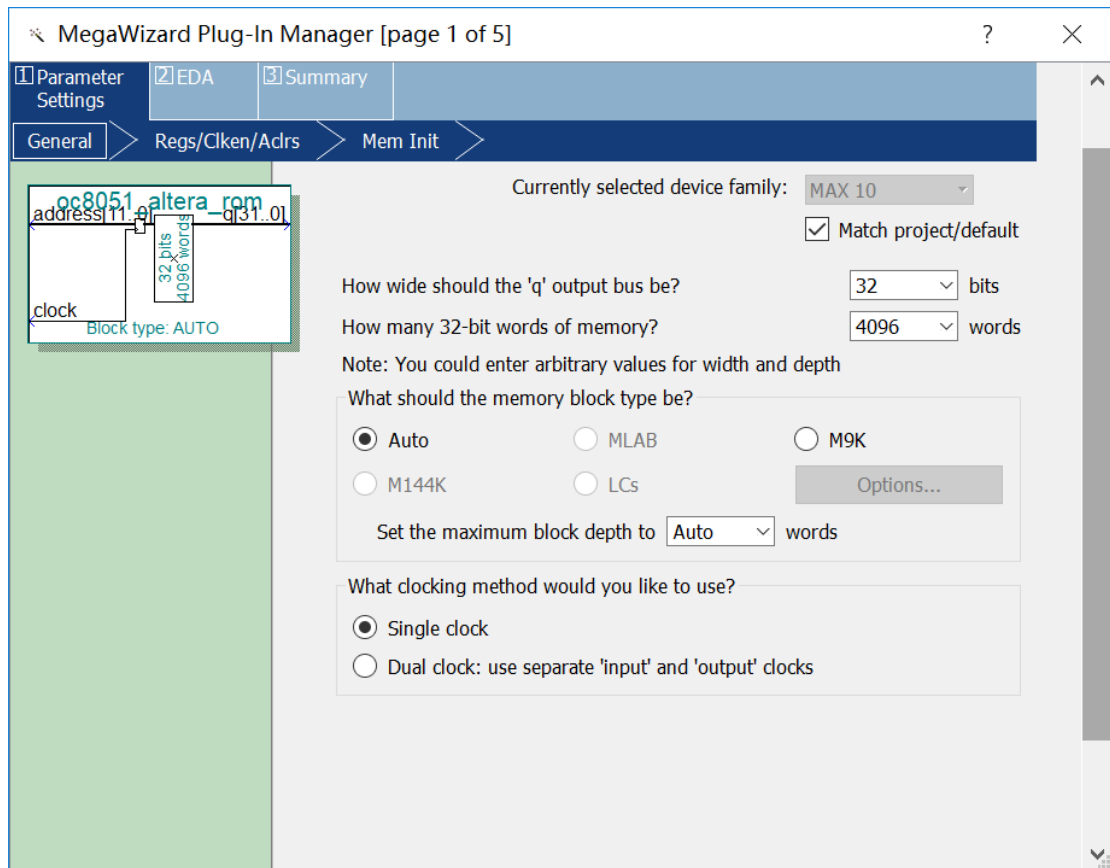 MegaWizard Plug-In Manager [page 1 of 5]
1 Parameter Settings
2 EDA
3 Summary
General
Regs/Clken/Aclrs
Mem Init
oc8051_altera_rom
address[11..0]
q[31..0]
32 bits
4096 words
clock
Block type: AUTO
Currently selected device family:
MAX 10
Match project/default
How wide should the 'q' output bus be?
32
bits
How many 32-bit words of memory?
4096
words
Note: You could enter arbitrary values for width and depth
What should the memory block type be?
Auto
MLAB
M9K
M144K
LCs
Options...
Set the maximum block depth to
Auto
words
What clocking method would you like to use?
Single clock
Dual clock: use separate 'input' and 'output' clocks